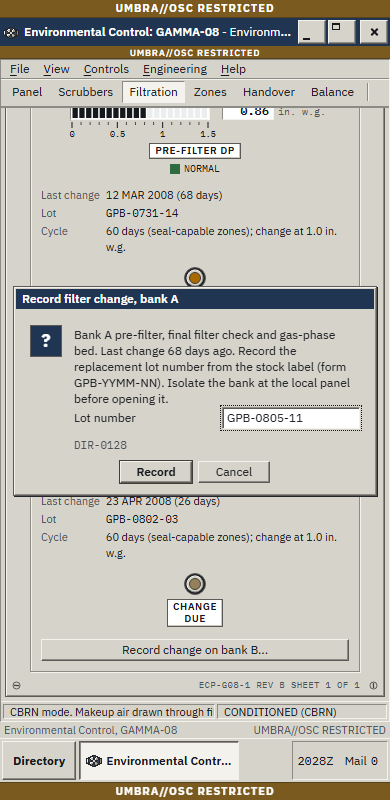 UMBRA//OSC RESTRICTED
Environmental Control: GAMMA-08 - Environm...
UMBRA//OSC RESTRICTED
File View Controls Engineering Help
Panel Scrubbers Filtration Zones Handover Balance
0.86 in. w.g.
0 0.5 1 1.5
PRE-FILTER DP
NORMAL
Last change 12 MAR 2008 (68 days)
Lot GPB-0731-14
Cycle 60 days (seal-capable zones); change at 1.0 in.
w.g.
Record filter change, bank A
?
Bank A pre-filter, final filter check and gas-phase
bed. Last change 68 days ago. Record the
replacement lot number from the stock label (form
GPB-YYMM-NN). Isolate the bank at the local panel
before opening it.
Lot number GPB-0805-11
DIR-0128
Record Cancel
Last change 23 APR 2008 (26 days)
Lot GPB-0802-03
Cycle 60 days (seal-capable zones); change at 1.0 in.
w.g.
CHANGE
DUE
Record change on bank B...
ECP-G08-1 REV B SHEET 1 OF 1
CBRN mode. Makeup air drawn through fi CONDITIONED (CBRN)
Environmental Control, GAMMA-08 UMBRA//OSC RESTRICTED
Directory Environmental Contr... 2028Z Mail 0
UMBRA//OSC RESTRICTED